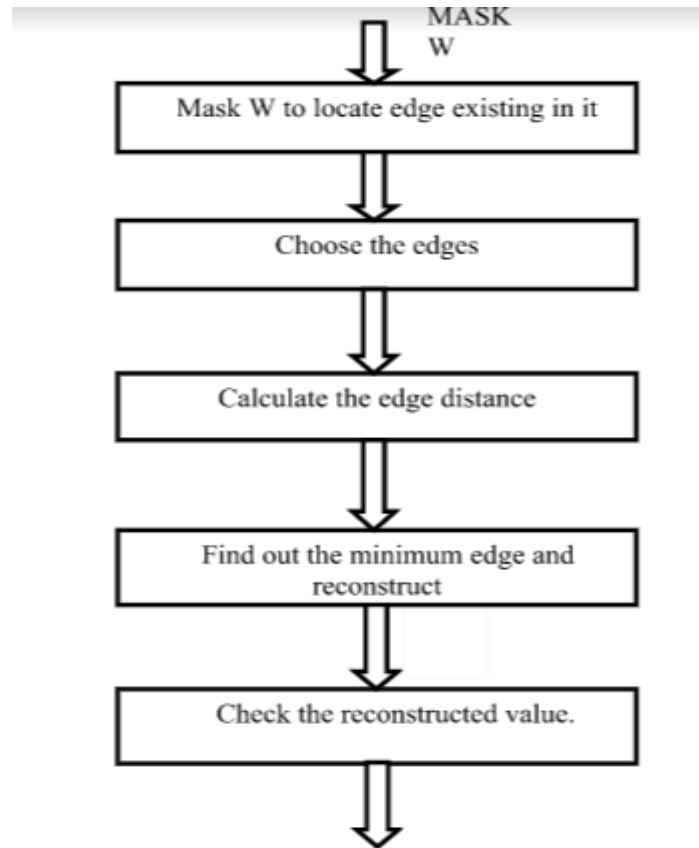 MASK
W
Mask W to locate edge existing in it
Choose the edges
Calculate the edge distance
Find out the minimum edge and
reconstruct
Check the reconstructed value.